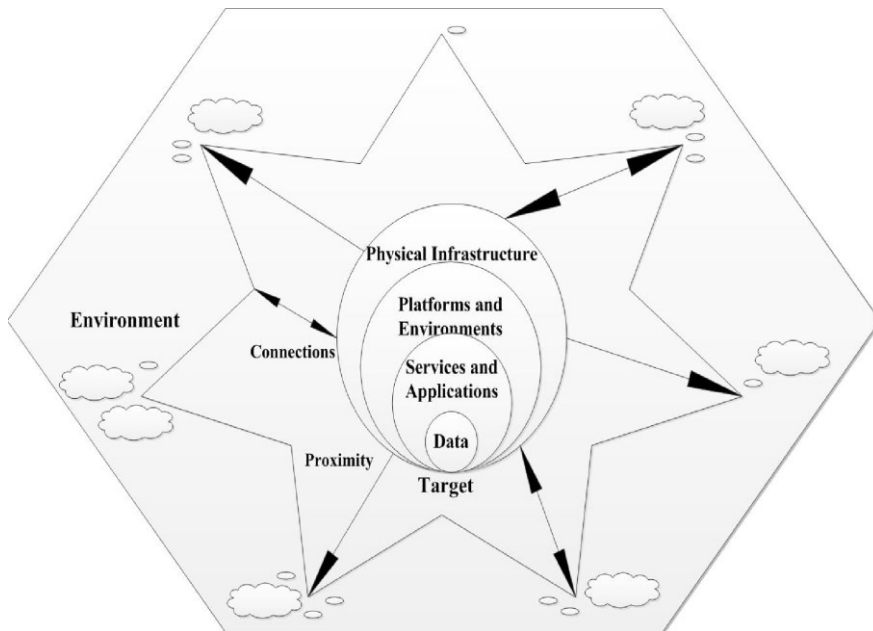 Physical Infrastructure
Platforms and
Environments
Environment
Connections
Services and
Applications
Data
Proximity
Target